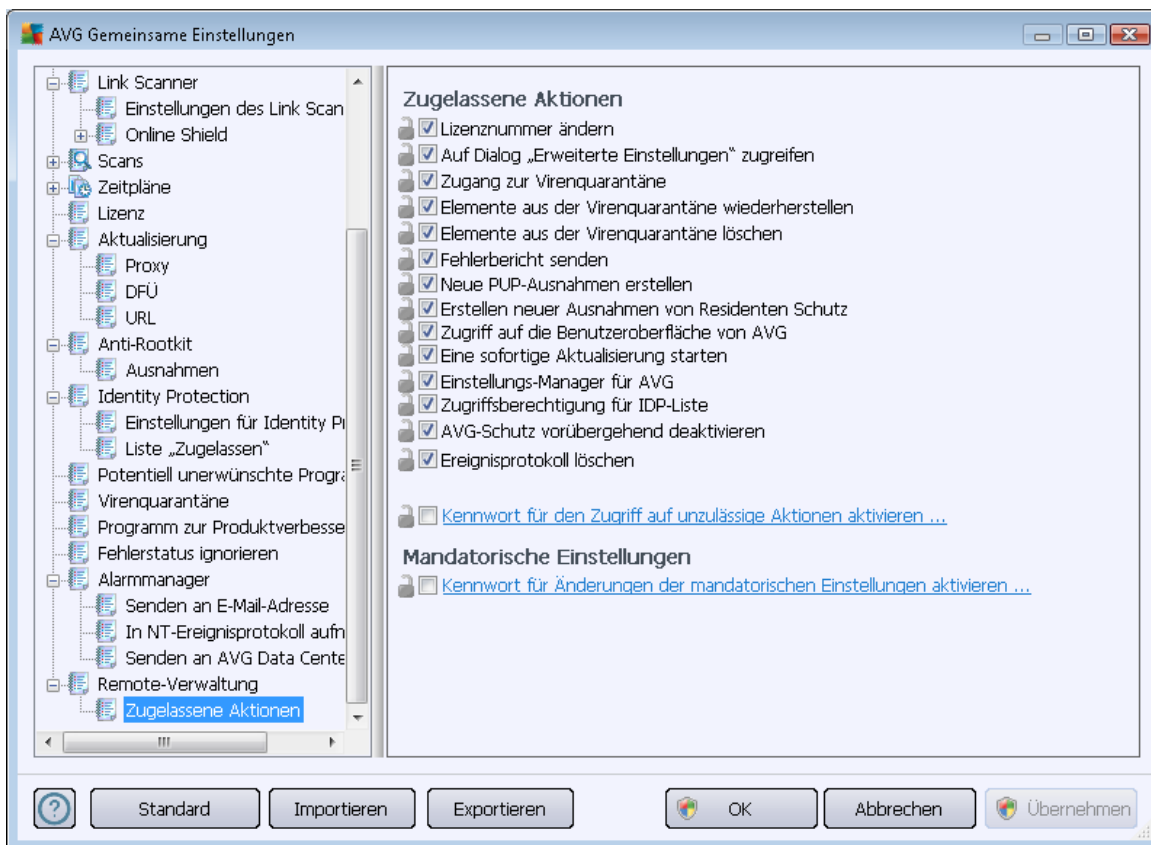 AVG Gemeinsame Einstellungen
Link Scanner
Einstellungen des Link Scan
Online Shield
Scans
Zeitpläne
Lizenz
Aktualisierung
Proxy
DFÜ
URL
Anti-Rootkit
Ausnahmen
Identity Protection
Einstellungen für Identity Pr
Liste „Zugelassen“
Potentiell unerwünschte Progra
Virenquarantäne
Programm zur Produktverbesse
Fehlerstatus ignorieren
Alarmmanager
Senden an E-Mail-Adresse
In NT-Ereignisprotokoll aufn
Senden an AVG Data Cente
Remote-Verwaltung
Zugelassene Aktionen
Zugelassene Aktionen
Lizenznummer ändern
Auf Dialog „Erweiterte Einstellungen“ zugreifen
Zugang zur Virenquarantäne
Elemente aus der Virenquarantäne wiederherstellen
Elemente aus der Virenquarantäne löschen
Fehlerbericht senden
Neue PUP-Ausnahmen erstellen
Erstellen neuer Ausnahmen von Residenten Schutz
Zugriff auf die Benutzeroberfläche von AVG
Eine sofortige Aktualisierung starten
Einstellungs-Manager für AVG
Zugriffsberechtigung für IDP-Liste
AVG-Schutz vorübergehend deaktivieren
Ereignisprotokoll löschen
Kennwort für den Zugriff auf unzulässige Aktionen aktivieren ...
Mandatorische Einstellungen
Kennwort für Änderungen der mandatorischen Einstellungen aktivieren ...
? Standard Importieren Exportieren OK Abbrechen Übernehmen